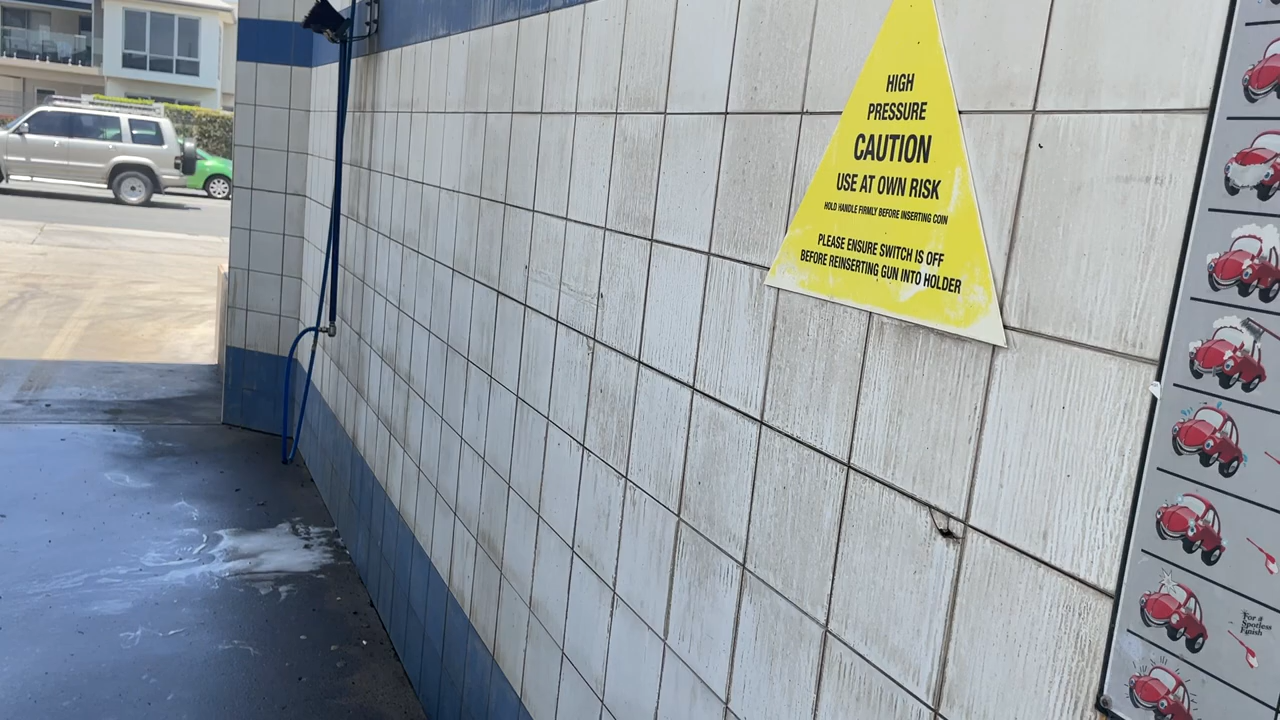 HIGH
PRESSURE
CAUTION
USE AT OWN RISK
HOLD HANDLE FIRMLY BEFORE INSERTING COIN
PLEASE ENSURE SWITCH IS OFF
BEFORE REINSERTING GUN INTO HOLDER
For a
Spotless
Finish